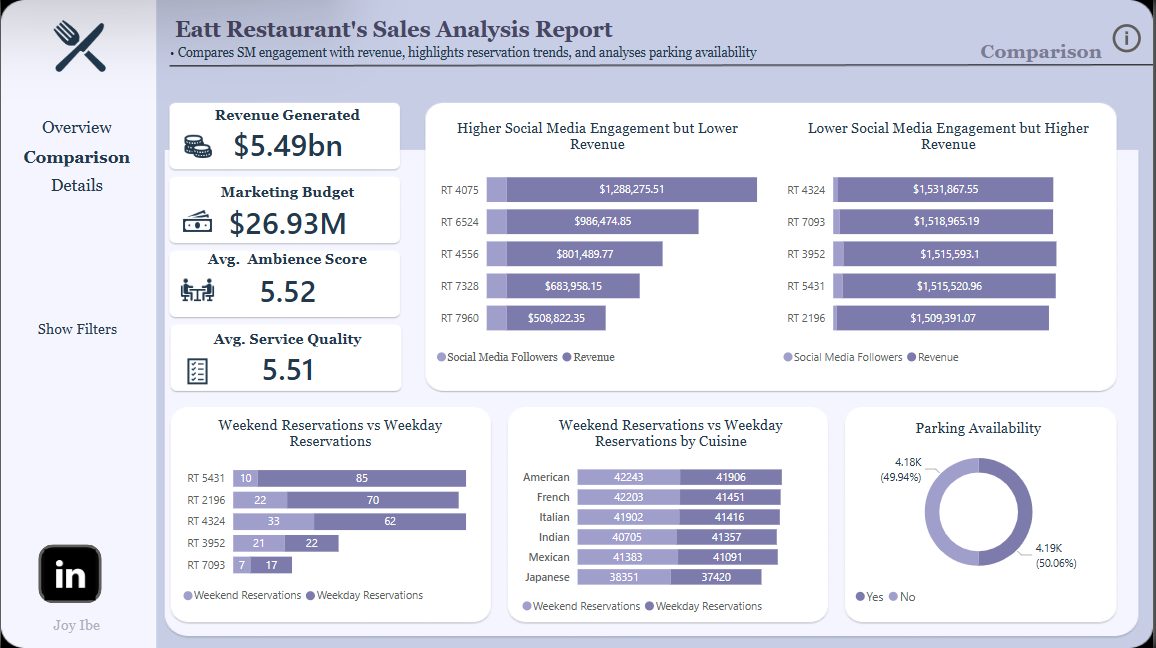 Eatt Restaurant's Sales Analysis Report
• Compares SM engagement with revenue, highlights reservation trends, and analyses parking availability
Comparison
i
Overview
Comparison
Details
Show Filters
in
Joy Ibe
Revenue Generated
$5.49bn
Marketing Budget
$26.93M
Avg. Ambience Score
5.52
Avg. Service Quality
5.51
Higher Social Media Engagement but Lower
Revenue
RT 4075 $1,288,275.51
RT 6524 $986,474.85
RT 4556 $801,489.77
RT 7328 $683,958.15
RT 7960 $508,822.35
Social Media Followers Revenue
Lower Social Media Engagement but Higher
Revenue
RT 4324 $1,531,867.55
RT 7093 $1,518,965.19
RT 3952 $1,515,593.1
RT 5431 $1,515,520.96
RT 2196 $1,509,391.07
Social Media Followers Revenue
Weekend Reservations vs Weekday
Reservations
RT 5431 10 85
RT 2196 22 70
RT 4324 33 62
RT 3952 21 22
RT 7093 7 17
Weekend Reservations Weekday Reservations
Weekend Reservations vs Weekday
Reservations by Cuisine
American 42243 41906
French 42203 41451
Italian 41902 41416
Indian 40705 41357
Mexican 41383 41091
Japanese 38351 37420
Weekend Reservations Weekday Reservations
Parking Availability
4.18K
(49.94%)
4.19K
(50.06%)
Yes No